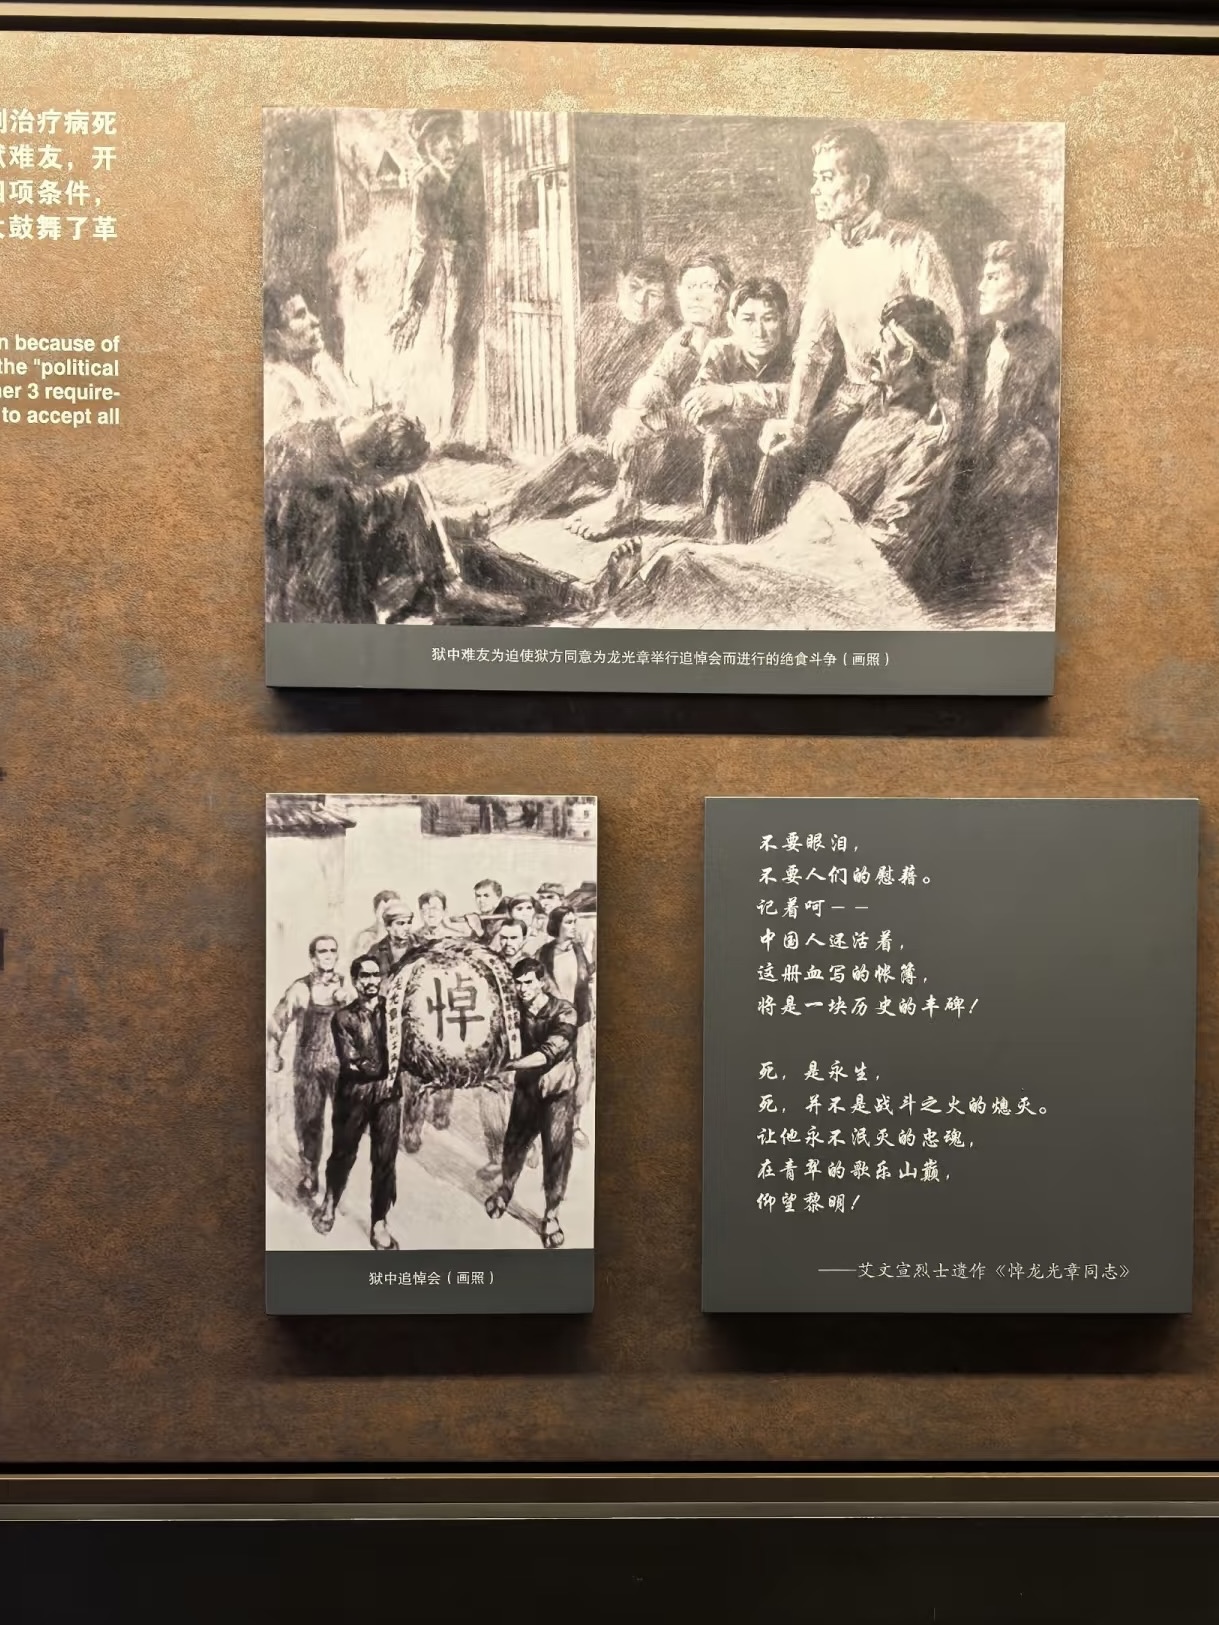 治疗病死
难友，开
项条件，
鼓舞了革
because of
the "political
3 require-
to accept all
狱中难友为迫使狱方同意为龙光章举行追悼会而进行的绝食斗争（画照）
悼
狱中追悼会（画照）
不要眼泪，
不要人们的慰藉。
记着呵——
中国人还活着，
这册血写的帐簿，
将是一块历史的丰碑！
死，是永生，
死，并不是战斗之火的熄灭。
让他永不泯灭的忠魂，
在青翠的歌乐山巅，
仰望黎明！
——艾文宣烈士遗作《悼龙光章同志》